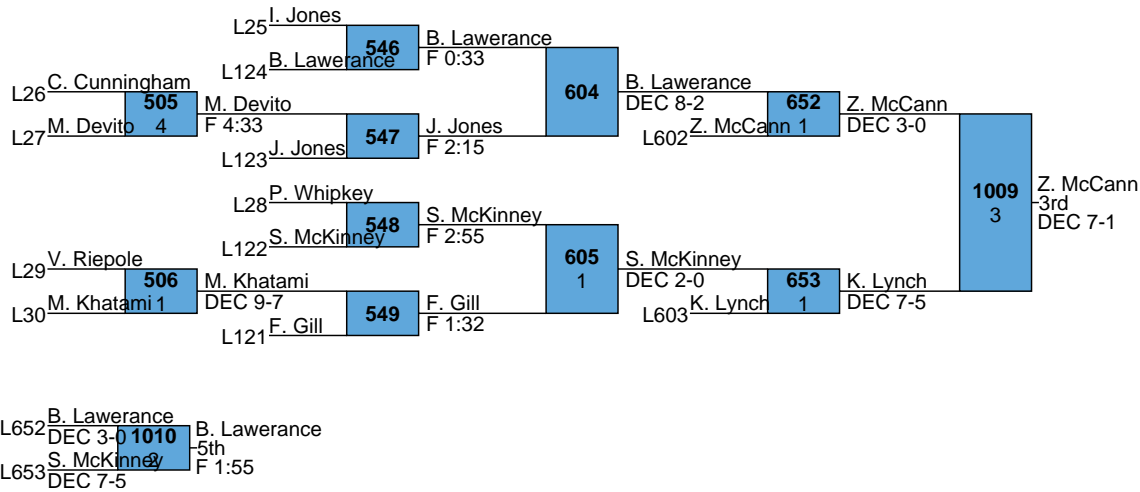 L25 I. Jones
546
B. Lawerance
F 0:33
L124 B. Lawerance
604
B. Lawerance
DEC 8-2
L26 C. Cunningham
505
4
M. Devito
F 4:33
L27 M. Devito
547
J. Jones
F 2:15
L123 J. Jones
652
1
Z. McCann
DEC 3-0
L602 Z. McCann
L28 P. Whipkey
548
S. McKinney
F 2:55
L122 S. McKinney
605
1
S. McKinney
DEC 2-0
L29 V. Riepole
506
1
M. Khatami
DEC 9-7
L30 M. Khatami
549
F. Gill
F 1:32
L121 F. Gill
653
1
K. Lynch
DEC 7-5
L603 K. Lynch
1009
3
Z. McCann
3rd
DEC 7-1
L652 B. Lawerance
DEC 3-0
1010
2
B. Lawerance
5th
F 1:55
L653 S. McKinney
DEC 7-5